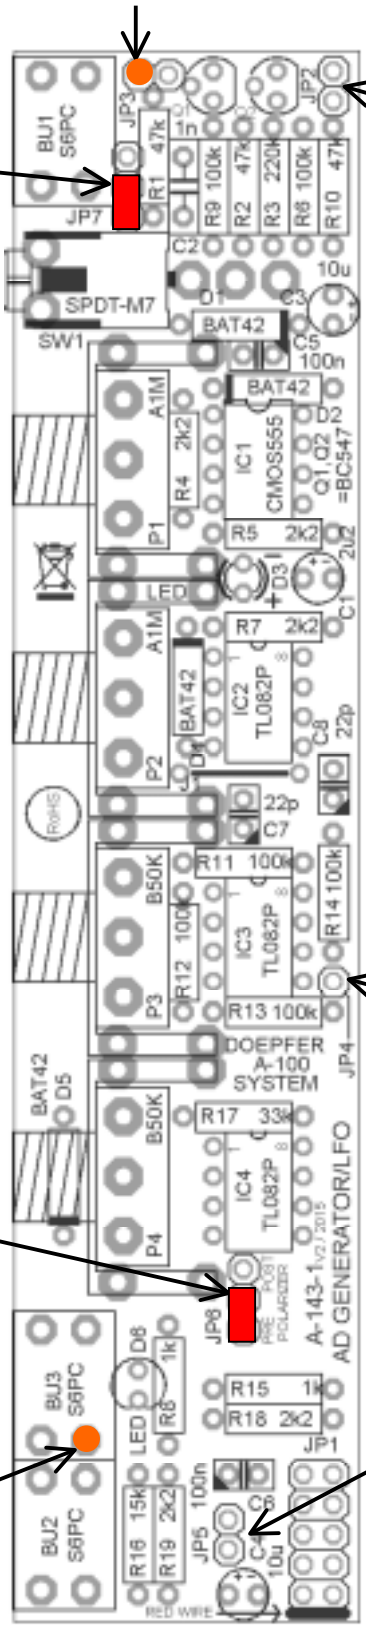 BU1
S6PC
JP3
JP2
1n
47k
R1
100k
R9
47k
R2
220k
R3
100k
R6
47k
R10
JP7
C2
10u
SPDT-M7
SW1
D1
C3
BAT42
C5
100n
BAT42
A1M
P1
2k2
R4
IC1
CMOS555
D2
Q1,Q2
=BC547
R5 2k2
2u2
LED
D3
+
C1
R7 2k2
A1M
P2
BAT42
IC2
TL082P
C8
22p
RoHS
22p
C7
R11 100k
B50K
P3
100k
R12
IC3
TL082P
R14 100k
R13 100k
DOEPFER
A-100
SYSTEM
JP4
BAT42
D5
R17 33k
B50K
P4
IC4
TL082P
JP6
POST
PRE
POLARIZER
A-143-1 V2 / 2015
AD GENERATOR/LFO
BU3
S6PC
LED D6
1k
R8
R15 1k
R18 2k2
JP1
BU2
S6PC
15k
R16
2k2
R19
100n
C6
JP5
C4
10u
RED WIRE